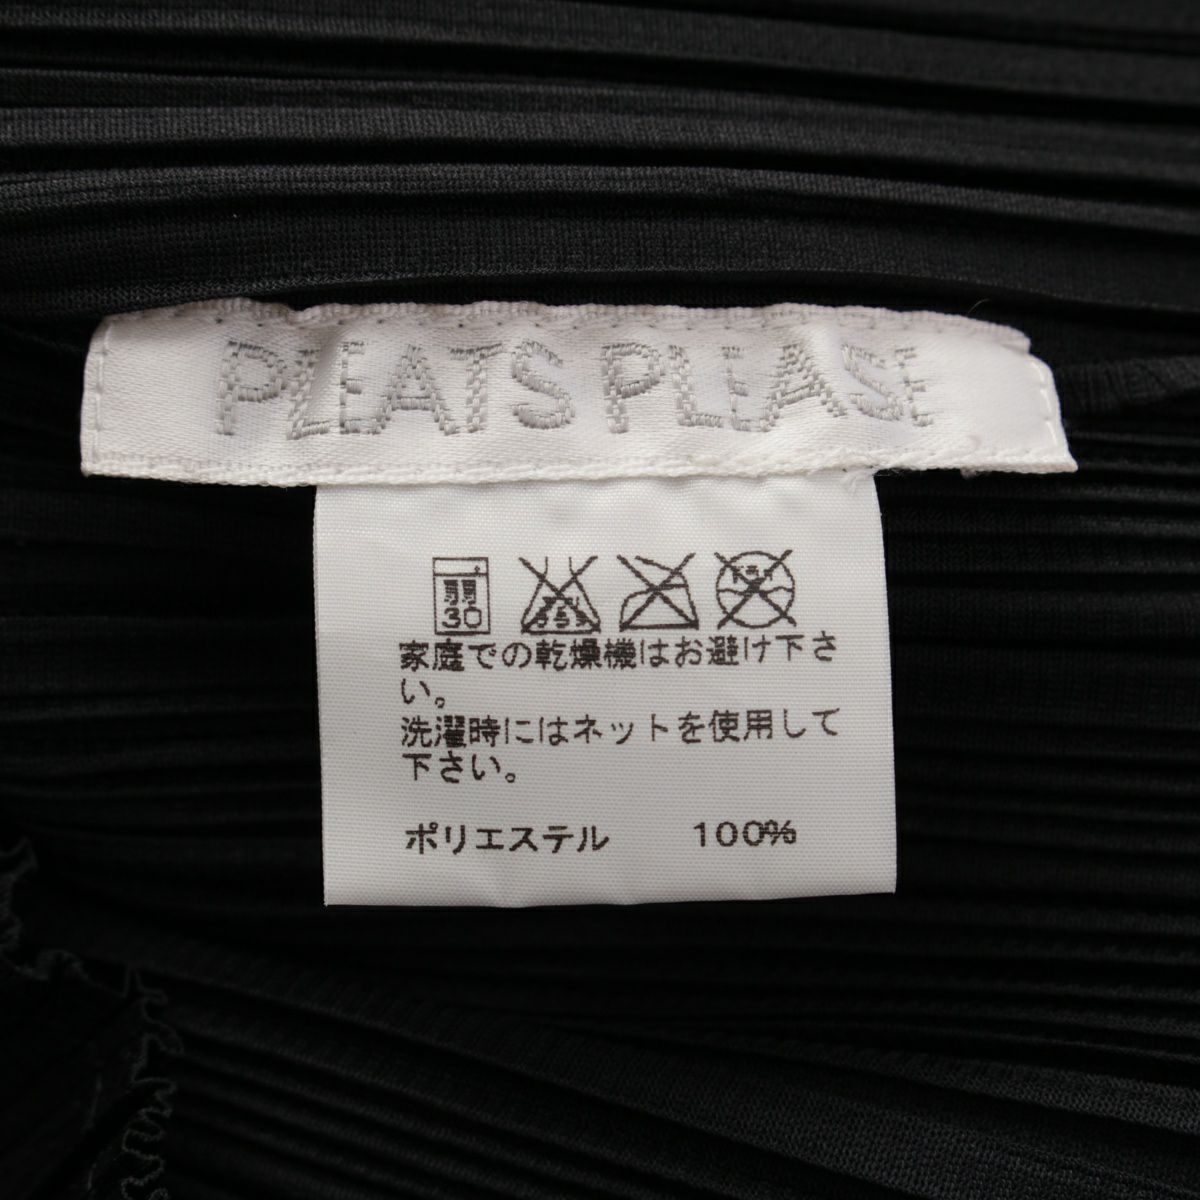 PLEATS PLEASE
弱
30
家庭での乾燥機はお避け下さ
い。
洗濯時にはネットを使用して
下さい。
ポリエステル 100%